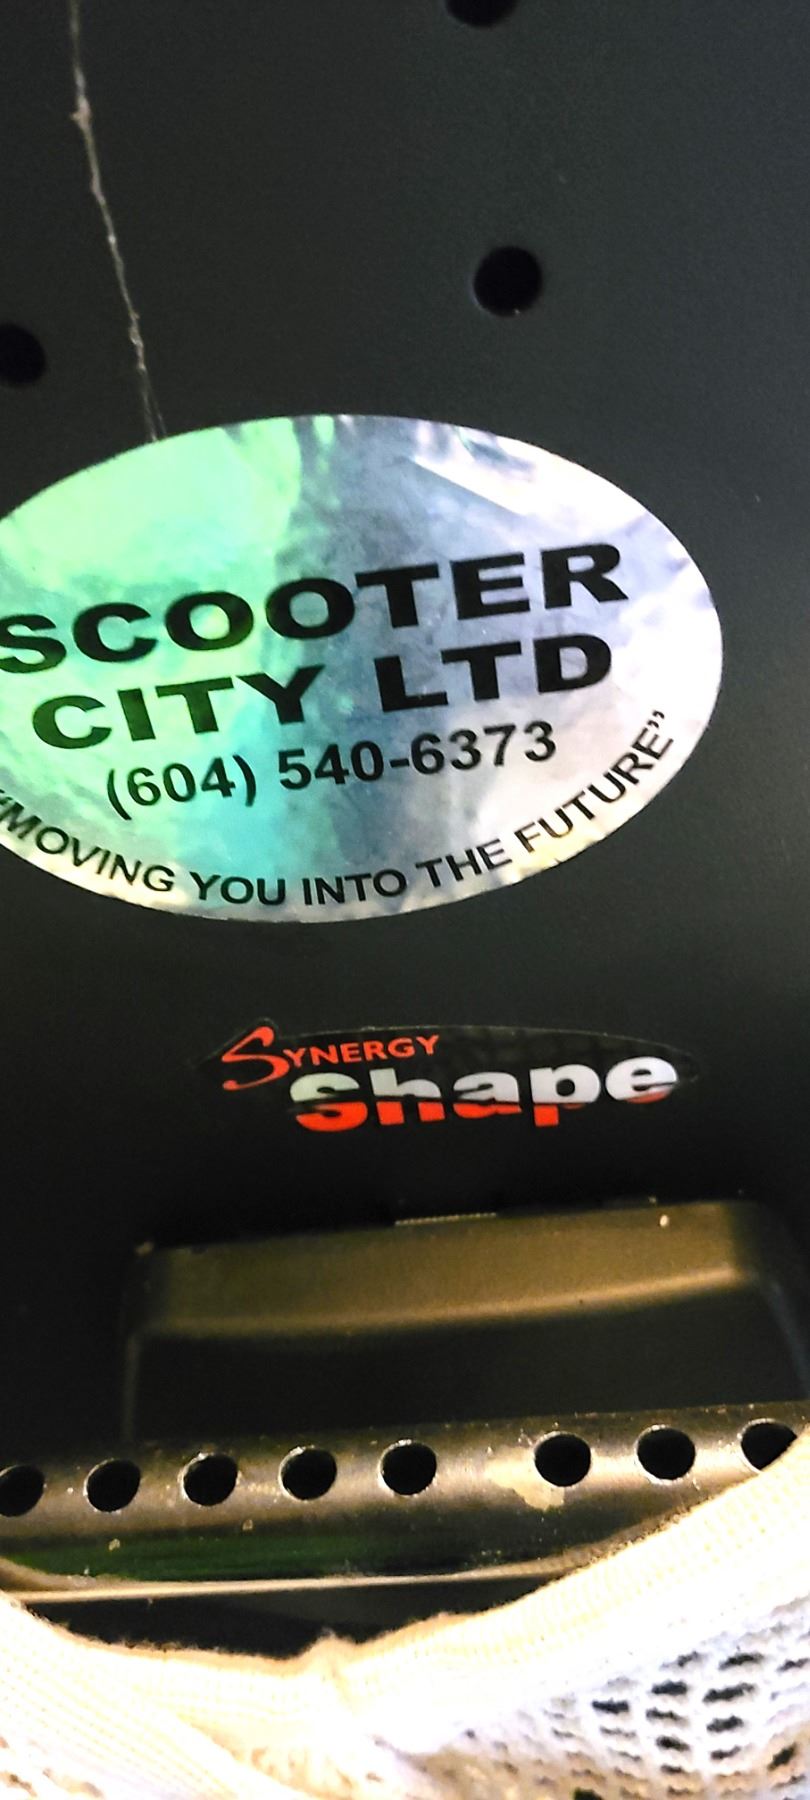 SCOOTER
CITY LTD
(604) 540-6373
"MOVING YOU INTO THE FUTURE"
SYNERGY
Shape